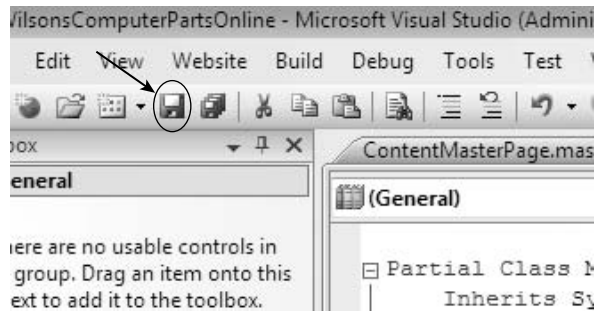 VilsonsComputerPartsOnline - Microsoft Visual Studio (Admini
Edit View Website Build Debug Tools Test
box
ContentMasterPage.mas
eneral
(General)
here are no usable controls in
group. Drag an item onto this
ext to add it to the toolbox.
Partial Class M
Inherits Sy